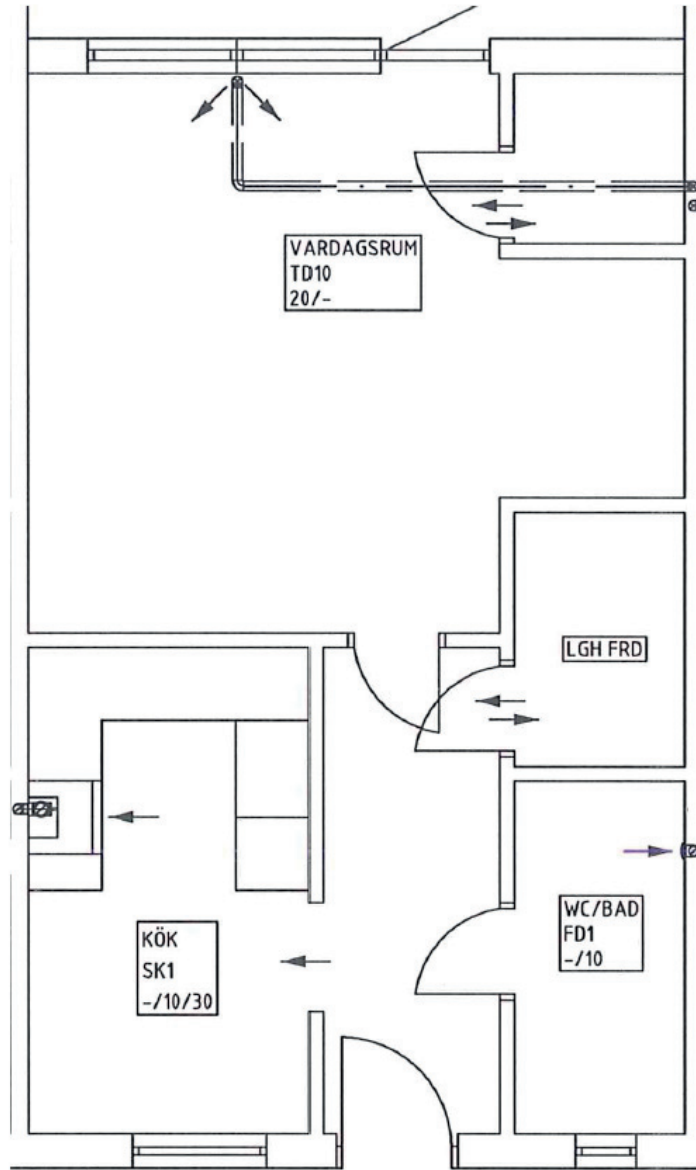 VARDAGSRUM
TD10
20/-
LGH FRD
KÖK
SK1
-/10/30
WC/BAD
FD1
-/10